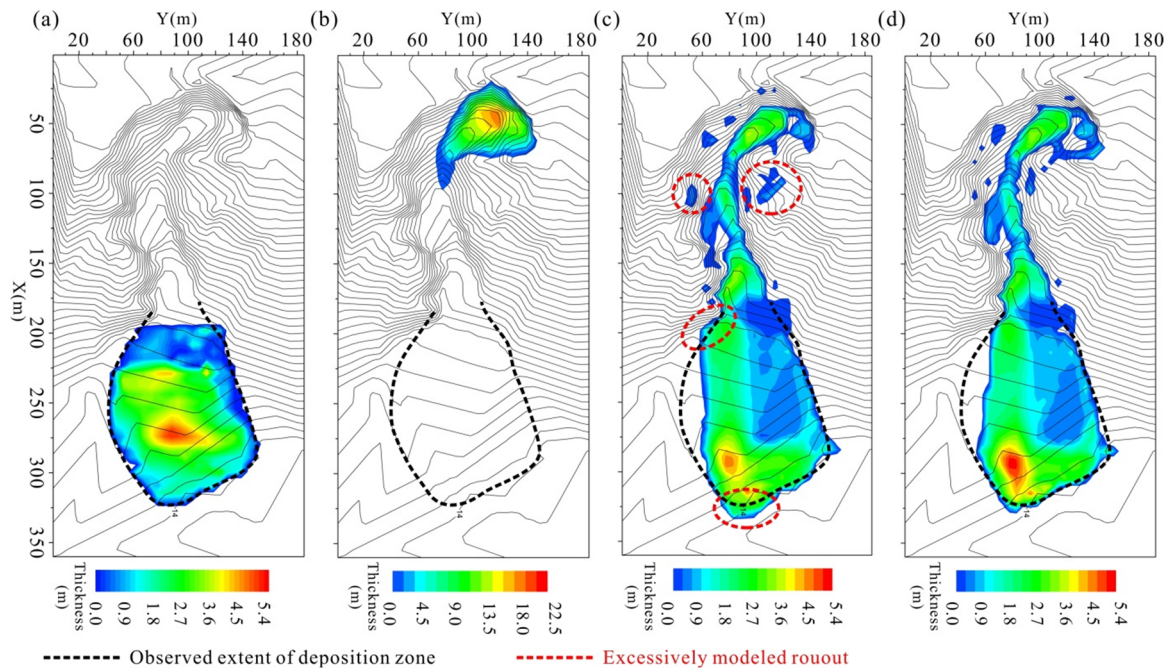 (a) Y(m) (b) Y(m) (c) Y(m) (d) Y(m)
20 60 100 140 180 20 60 100 140 180 20 60 100 140 180 20 60 100 140 180
50
100
150
X(m)
200
250
300
350
14 14 14
Thickness (m) 0.0 0.9 1.8 2.7 3.6 4.5 5.4
Thickness (m) 0.0 4.5 9.0 13.5 18.0 22.5
Thickness (m) 0.0 0.9 1.8 2.7 3.6 4.5 5.4
Thickness (m) 0.0 0.9 1.8 2.7 3.6 4.5 5.4
Observed extent of deposition zone Excessively modeled rouout